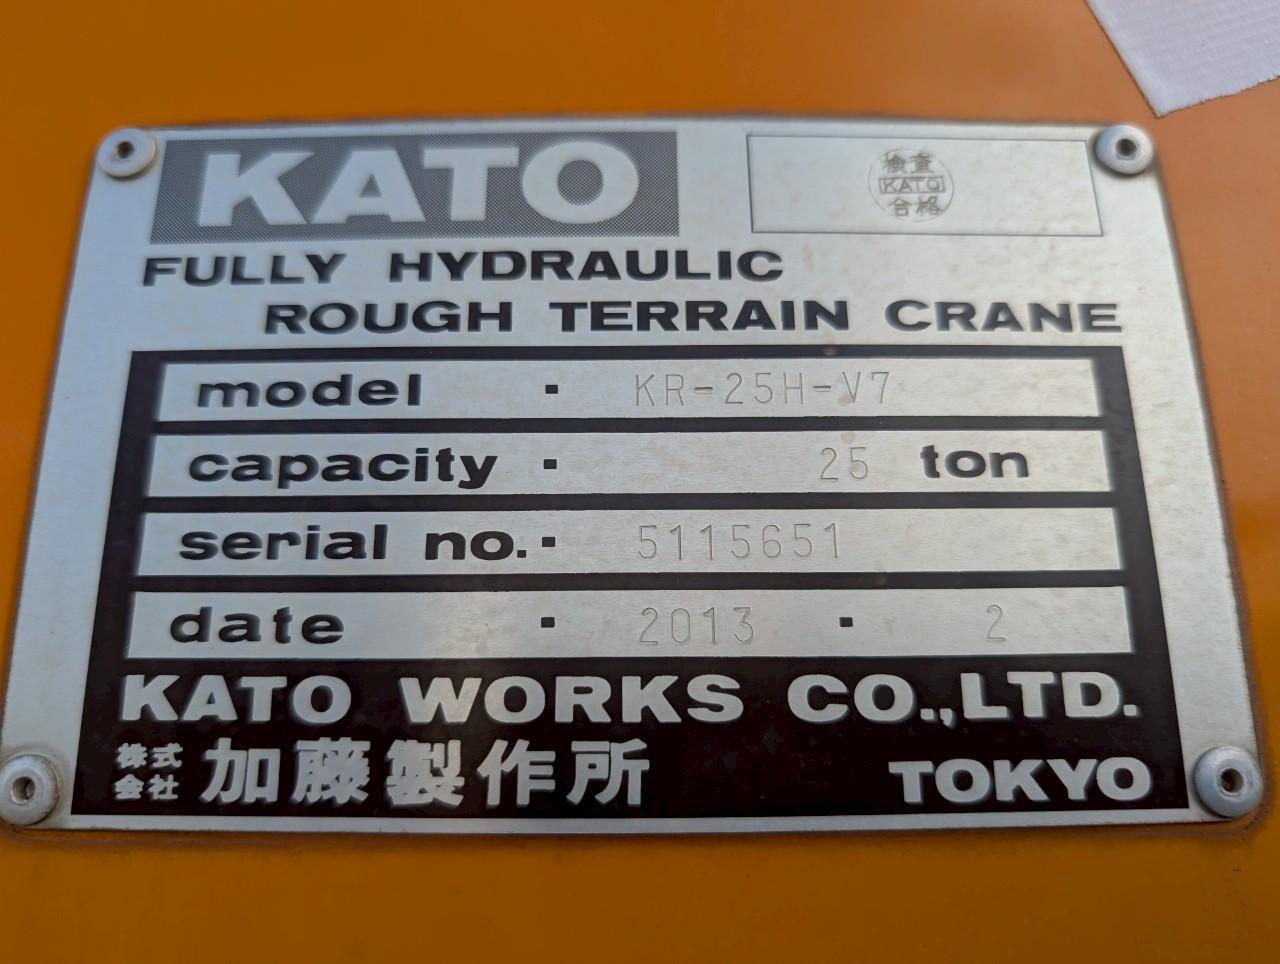 KATO
検査
KATO
合格
FULLY HYDRAULIC
ROUGH TERRAIN CRANE
model · KR-25H-V7
capacity · 25 ton
serial no. · 5115651
date · 2013 · 2
KATO WORKS CO.,LTD.
株式会社 加藤製作所 TOKYO